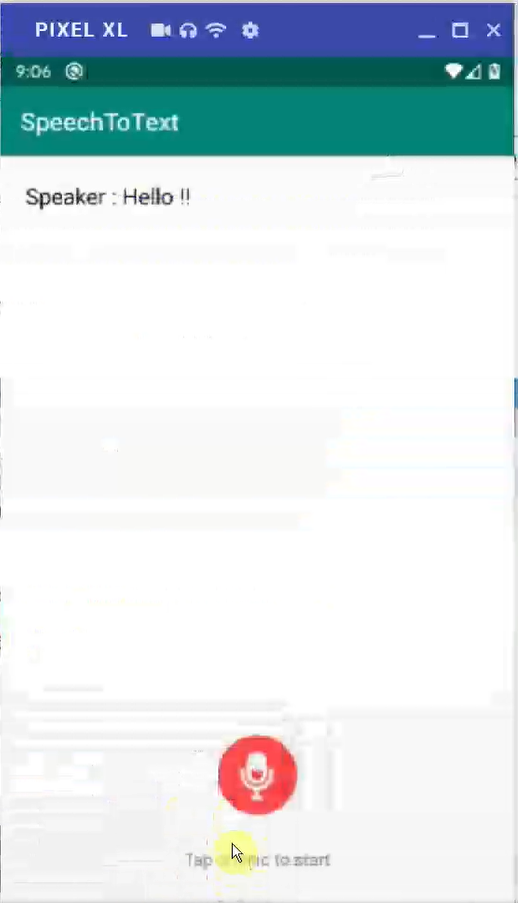 PIXEL XL
9:06
SpeechToText
Speaker : Hello !!
Tap to start